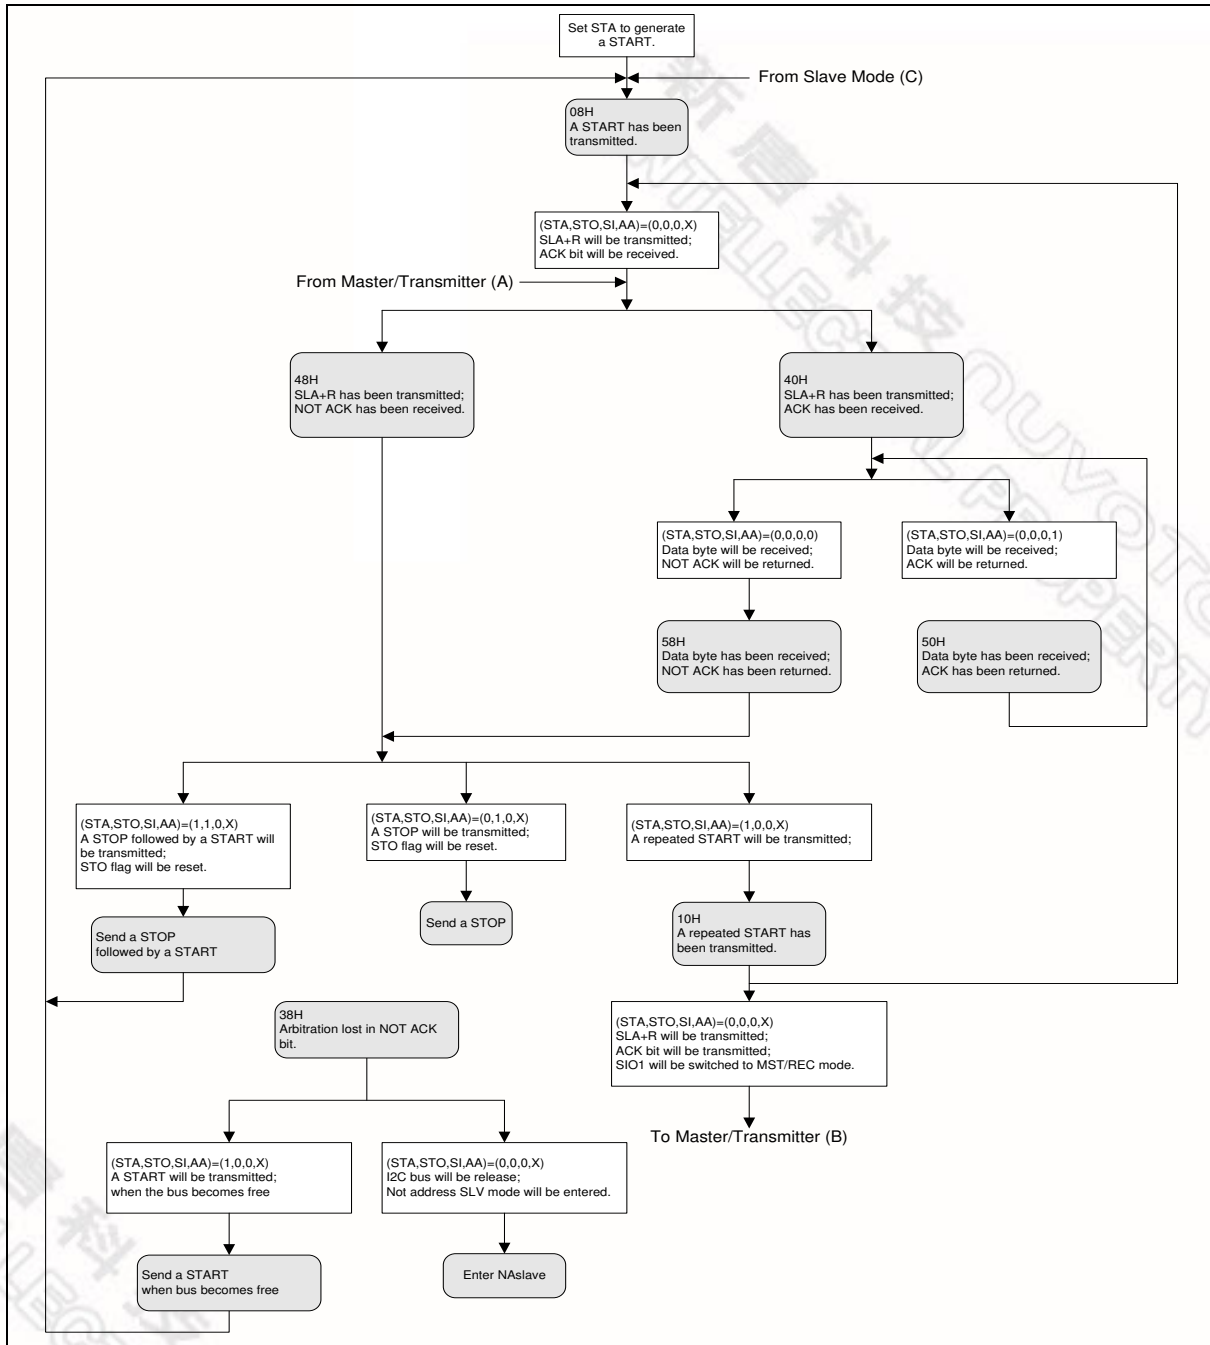 Set STA to generate
a START.
From Slave Mode (C)
08H
A START has been
transmitted.
(STA,STO,SI,AA)=(0,0,0,X)
SLA+R will be transmitted;
ACK bit will be received.
From Master/Transmitter (A)
48H
SLA+R has been transmitted;
NOT ACK has been received.
40H
SLA+R has been transmitted;
ACK has been received.
(STA,STO,SI,AA)=(0,0,0,0)
Data byte will be received;
NOT ACK will be returned.
(STA,STO,SI,AA)=(0,0,0,1)
Data byte will be received;
ACK will be returned.
58H
Data byte has been received;
NOT ACK has been returned.
50H
Data byte has been received;
ACK has been returned.
(STA,STO,SI,AA)=(1,1,0,X)
A STOP followed by a START will
be transmitted;
STO flag will be reset.
(STA,STO,SI,AA)=(0,1,0,X)
A STOP will be transmitted;
STO flag will be reset.
(STA,STO,SI,AA)=(1,0,0,X)
A repeated START will be transmitted;
Send a STOP
followed by a START
Send a STOP
10H
A repeated START has
been transmitted.
38H
Arbitration lost in NOT ACK
bit.
(STA,STO,SI,AA)=(0,0,0,X)
SLA+R will be transmitted;
ACK bit will be transmitted;
SIO1 will be switched to MST/REC mode.
To Master/Transmitter (B)
(STA,STO,SI,AA)=(1,0,0,X)
A START will be transmitted;
when the bus becomes free
(STA,STO,SI,AA)=(0,0,0,X)
I2C bus will be release;
Not address SLV mode will be entered.
Send a START
when bus becomes free
Enter NAslave
新唐科技 nuvoTo
INTELLECTUAL PROPERTY
唐科技
LLECT